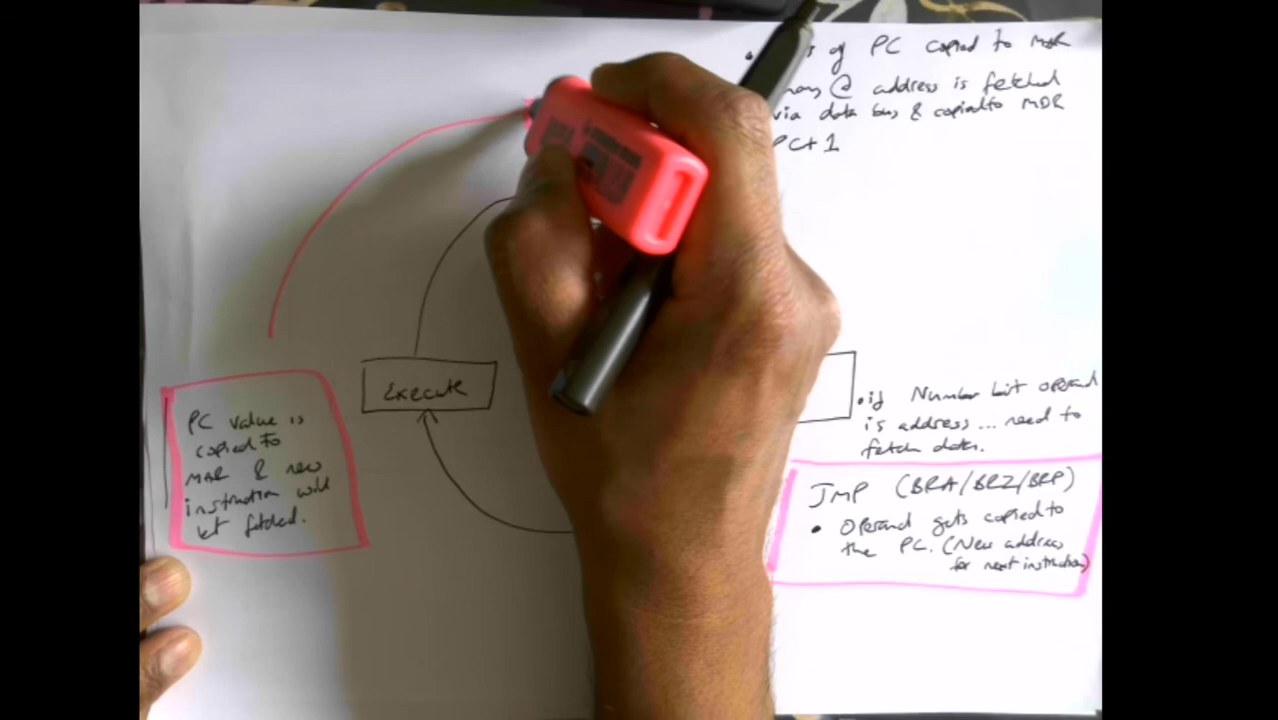 of PC copied to MAR
@ address is fetched
via data bus & copied to MDR
PC+1
Execute
• if Number but operand
is address... need to
fetch data.
PC value is
copied to
MAR & new
instruction will
fetched.
JMP (BRA/BRZ/BRP)
• Operand gets copied to
the PC. (New address
for next instruction)